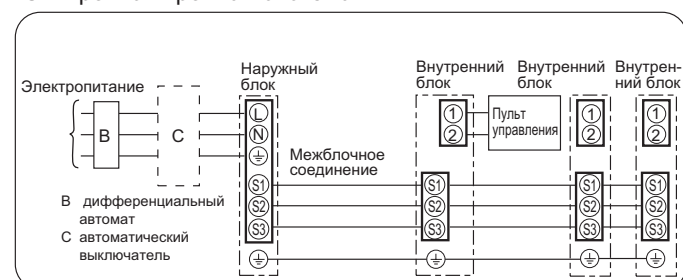 Электропитание
Наружный
блок
Внутренний
блок
Внутренний
блок
Внутрен-
ний блок
B
C
L
N
1
2
Пульт
управления
1
2
1
2
Межблочное
соединение
S1
S2
S3
S1
S2
S3
S1
S2
S3
S1
S2
S3
B дифференциальный
автомат
C автоматический
выключатель